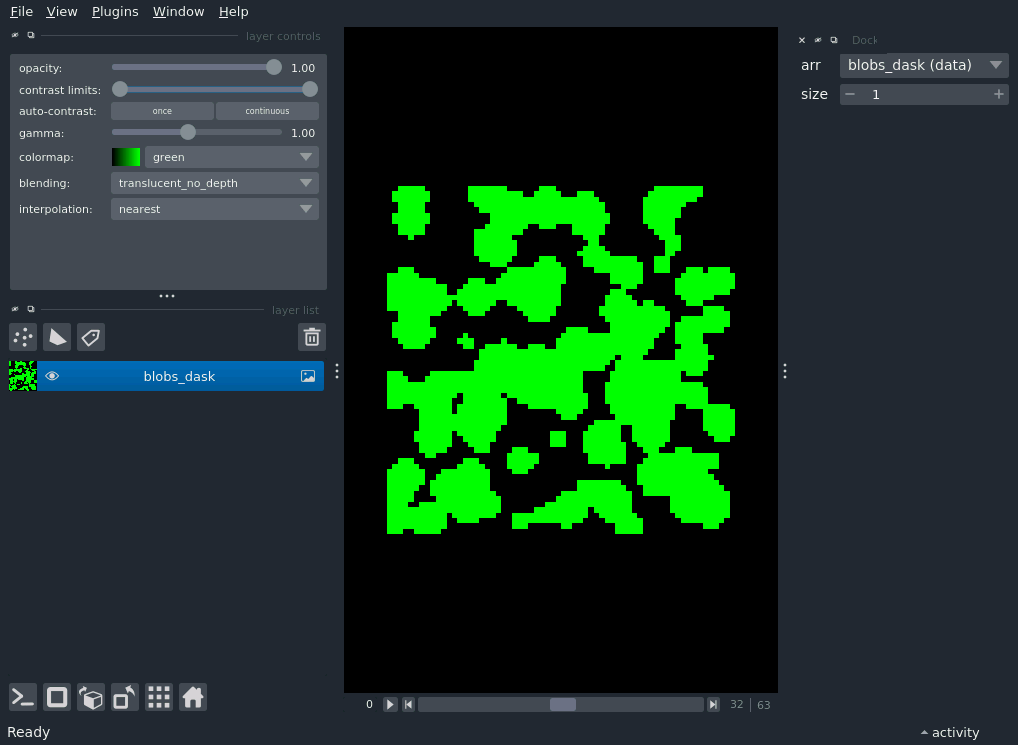 File View Plugins Window Help
layer controls
opacity: 1.00
contrast limits:
auto-contrast: once continuous
gamma: 1.00
colormap: green
blending: translucent_no_depth
interpolation: nearest
layer list
blobs_dask
0 32 63
Dock
arr blobs_dask (data)
size 1
Ready
activity